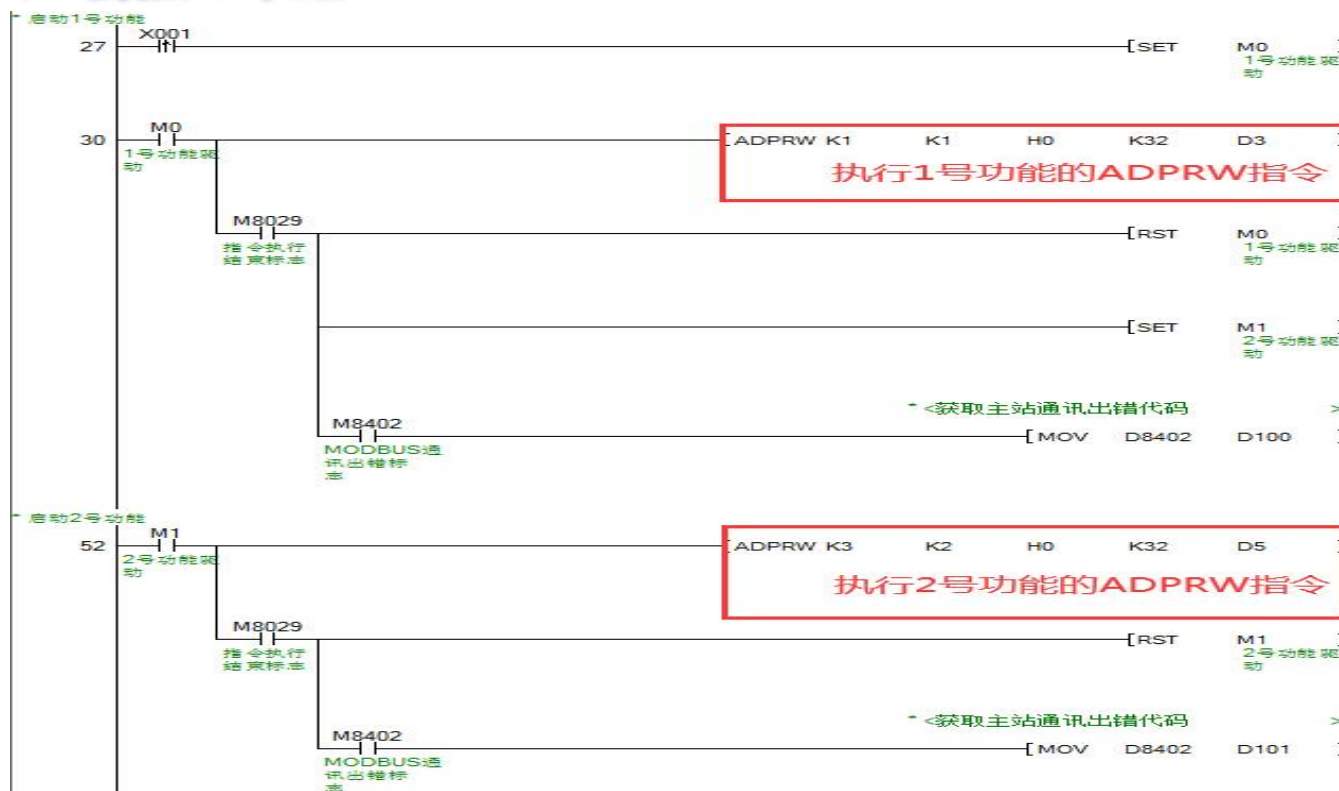 * 启动1号功能
X001
27 [SET M0
1号功能驱
动
M0
30 [ADPRW K1 K1 H0 K32 D3
1号功能驱
动
执行1号功能的ADPRW指令
M8029
[RST M0
指令执行
结束标志
1号功能驱
动
[SET M1
2号功能驱
动
* <获取主站通讯出错代码 >
M8402
[MOV D8402 D100
MODBUS通
讯出错标
志
* 启动2号功能
M1
52 [ADPRW K3 K2 H0 K32 D5
2号功能驱
动
执行2号功能的ADPRW指令
M8029
[RST M1
指令执行
结束标志
2号功能驱
动
* <获取主站通讯出错代码 >
M8402
[MOV D8402 D101
MODBUS通
讯出错标
志